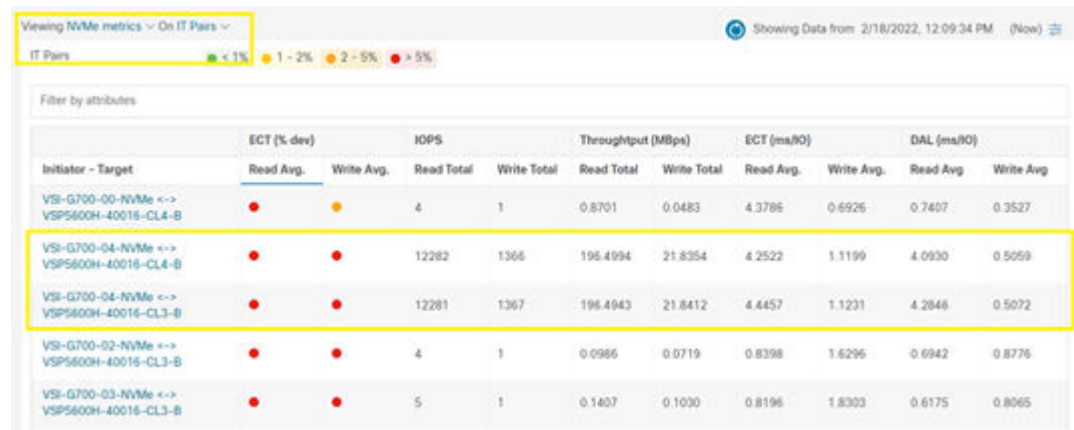 Viewing NVMe metrics On IT Pairs
Showing Data from 2/18/2022, 12:09:34 PM (Now)
IT Pairs < 1% 1 - 2% 2 - 5% > 5%
Filter by attributes
ECT (% dev) IOPS Throughtput (MBps) ECT (ms/IO) DAL (ms/IO)
Initiator - Target Read Avg. Write Avg. Read Total Write Total Read Total Write Total Read Avg. Write Avg. Read Avg Write Avg
VSI-G700-00-NVMe <->
VSP5600H-40016-CL4-B
4 1 0.8701 0.0483 4.3786 0.6926 0.7407 0.3527
VSI-G700-04-NVMe <->
VSP5600H-40016-CL4-B
12282 1366 196.4994 21.8354 4.2522 1.1199 4.0930 0.5059
VSI-G700-04-NVMe <->
VSP5600H-40016-CL3-B
12281 1367 196.4943 21.8412 4.4457 1.1231 4.2846 0.5072
VSI-G700-02-NVMe <->
VSP5600H-40016-CL3-B
4 1 0.0986 0.0719 0.8398 1.6296 0.6942 0.8776
VSI-G700-03-NVMe <->
VSP5600H-40016-CL3-B
5 1 0.1407 0.1030 0.8196 1.8303 0.6175 0.8065